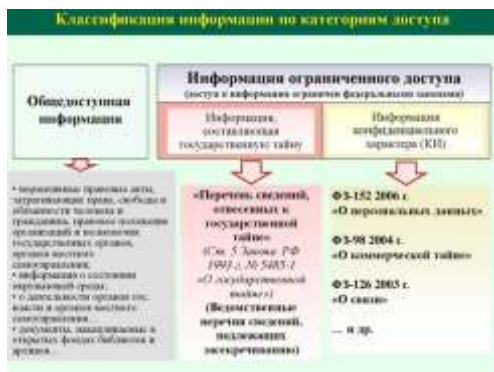 Классификация информации по категориям доступа
Общедоступная
информация
Информация ограниченного доступа
(доступ к информации ограничен федеральными законами)
Информация,
составляющая
государственную тайну
Информация
конфиденциального
характера (КИ)
• нормативные правовые акты,
затрагивающие права, свободы и
обязанности человека и
гражданина, правовое положение
организаций и полномочия
государственных органов,
органов местного
самоуправления;
• информация о состоянии
окружающей среды;
• о деятельности органов гос.
власти и органов местного
самоуправления…
• документы, накапливаемые в
открытых фондах библиотек и
архивов…
«Перечень сведений,
отнесенных к
государственной
тайне»
(Ст. 5 Закона РФ
1993 г. № 5485-1
«О государственной
тайне»)
(Ведомственные
перечни сведений,
подлежащих
засекречиванию)
ФЗ-152 2006 г.
«О персональных данных»
ФЗ-98 2004 г.
«О коммерческой тайне»
ФЗ-126 2003 г.
«О связи»
… и др.